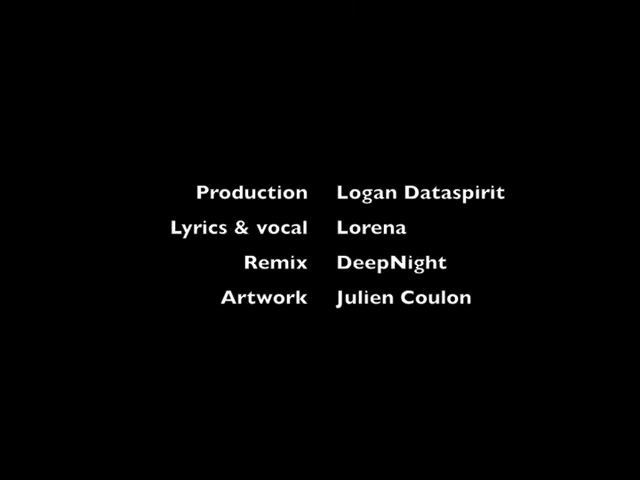 Production Logan Dataspirit
Lyrics & vocal Lorena
Remix DeepNight
Artwork Julien Coulon